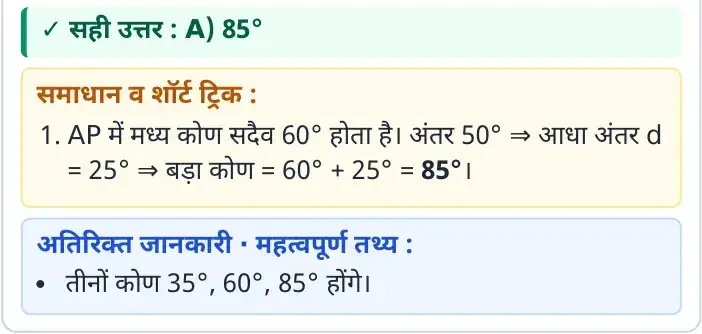 ✓ सही उत्तर : A) 85°
समाधान व शॉर्ट ट्रिक :
1. AP में मध्य कोण सदैव 60° होता है। अंतर 50° ⇒ आधा अंतर d
= 25° ⇒ बड़ा कोण = 60° + 25° = 85°।
अतिरिक्त जानकारी · महत्वपूर्ण तथ्य :
• तीनों कोण 35°, 60°, 85° होंगे।